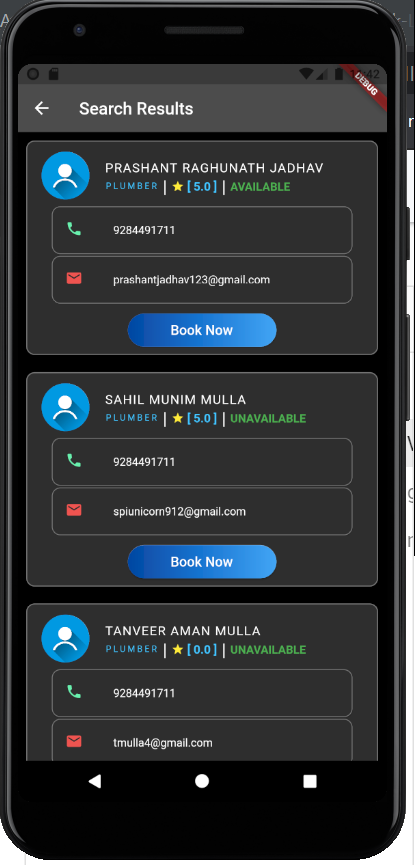 42
DEBUG
Search Results
PRASHANT RAGHUNATH JADHAV
PLUMBER | [ 5.0 ] | AVAILABLE
9284491711
prashantjadhav123@gmail.com
Book Now
SAHIL MUNIM MULLA
PLUMBER | [ 5.0 ] | UNAVAILABLE
9284491711
spiunicorn912@gmail.com
Book Now
TANVEER AMAN MULLA
PLUMBER | [ 0.0 ] | UNAVAILABLE
9284491711
tmulla4@gmail.com